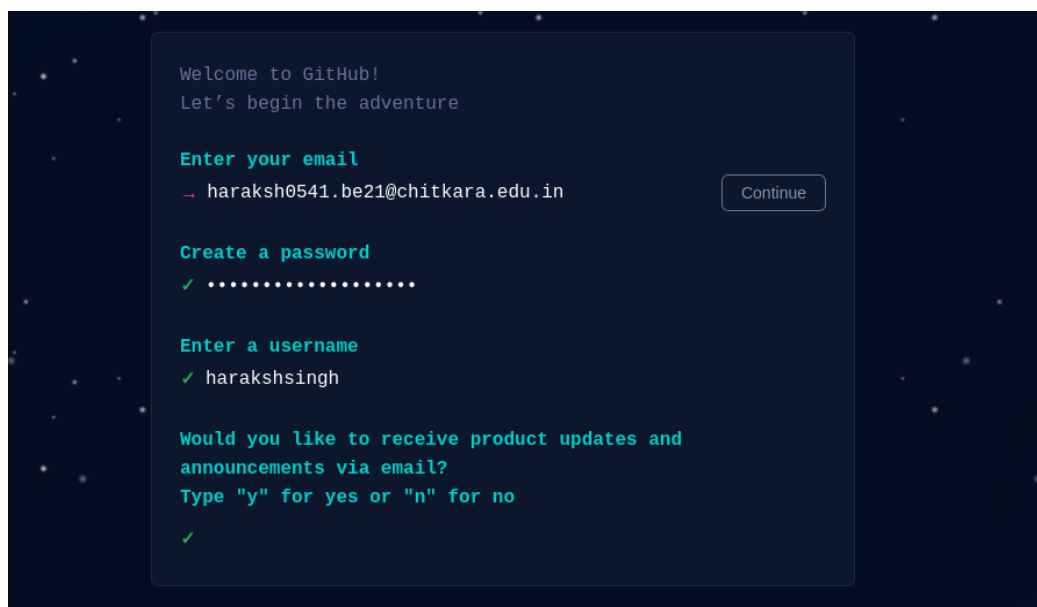 Welcome to GitHub!
Let’s begin the adventure
Enter your email
→ haraksh0541.be21@chitkara.edu.in
Continue
Create a password
✓ •••••••••••••••••••
Enter a username
✓ harakshsingh
Would you like to receive product updates and
announcements via email?
Type "y" for yes or "n" for no
✓